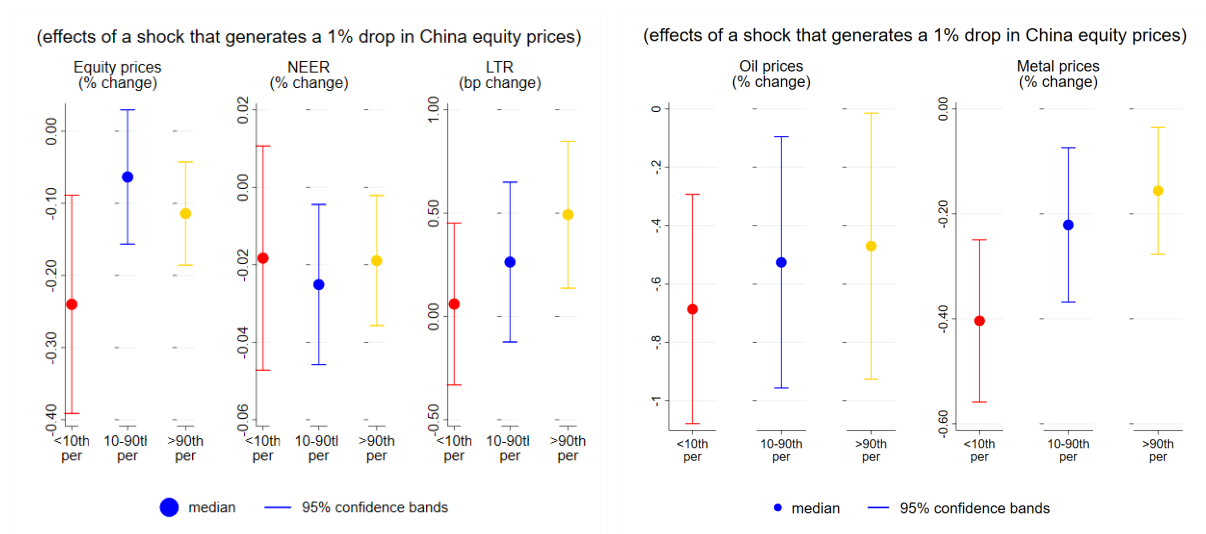 (effects of a shock that generates a 1% drop in China equity prices)
Equity prices
(% change)
NEER
(% change)
LTR
(bp change)
0.00
-0.10
-0.20
-0.30
-0.40
0.02
0.00
-0.02
-0.04
-0.06
1.00
0.50
0.00
-0.50
<10th
per
10-90tl
per
>90th
per
<10th
per
10-90tl
per
>90th
per
<10th
per
10-90tl
per
>90th
per
median
95% confidence bands
(effects of a shock that generates a 1% drop in China equity prices)
Oil prices
(% change)
Metal prices
(% change)
0
-.2
-.4
-.6
-.8
-1
0.00
-0.20
-0.40
-0.60
<10th
per
10-90th
per
>90th
per
<10th
per
10-90th
per
>90th
per
median
95% confidence bands